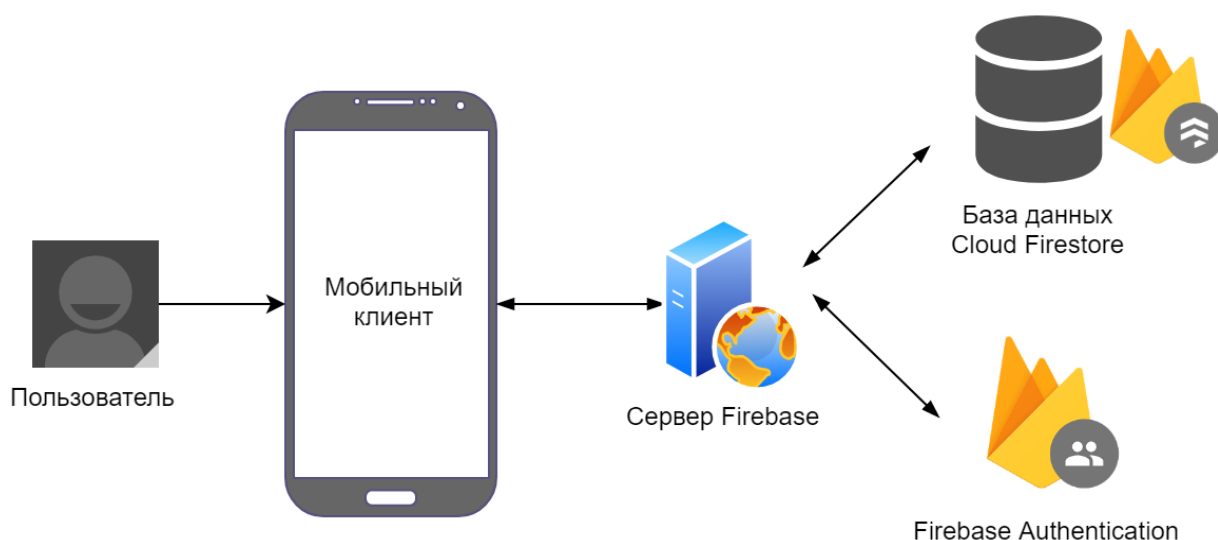 Пользователь
Мобильный
клиент
Сервер Firebase
База данных
Cloud Firestore
Firebase Authentication